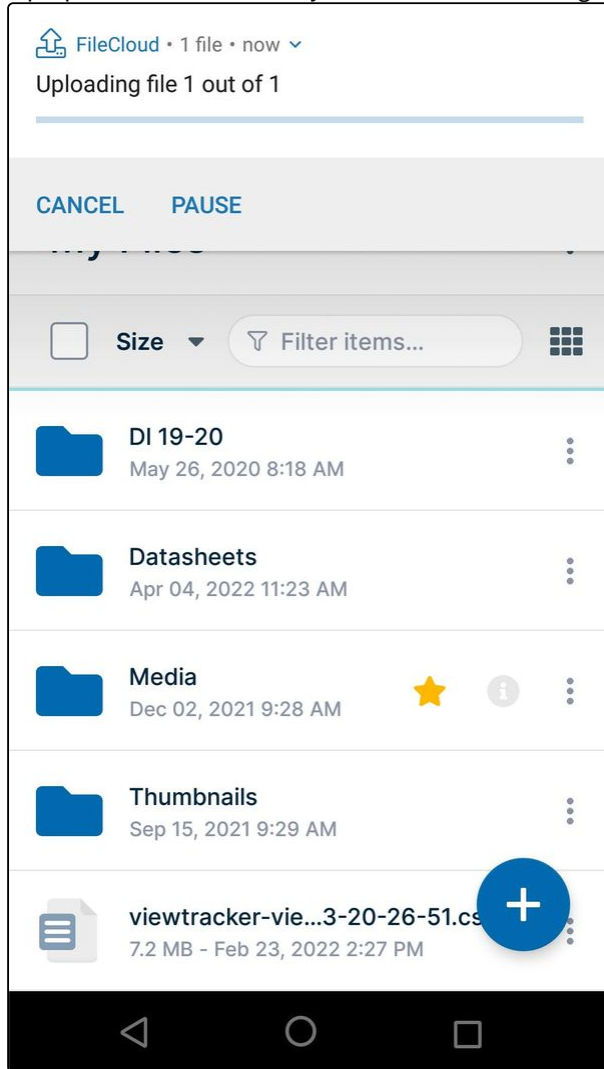 FileCloud • 1 file • now
Uploading file 1 out of 1
CANCEL PAUSE
Size Filter items...
DI 19-20
May 26, 2020 8:18 AM
Datasheets
Apr 04, 2022 11:23 AM
Media
Dec 02, 2021 9:28 AM
Thumbnails
Sep 15, 2021 9:29 AM
viewtracker-vie...3-20-26-51.cs
7.2 MB - Feb 23, 2022 2:27 PM